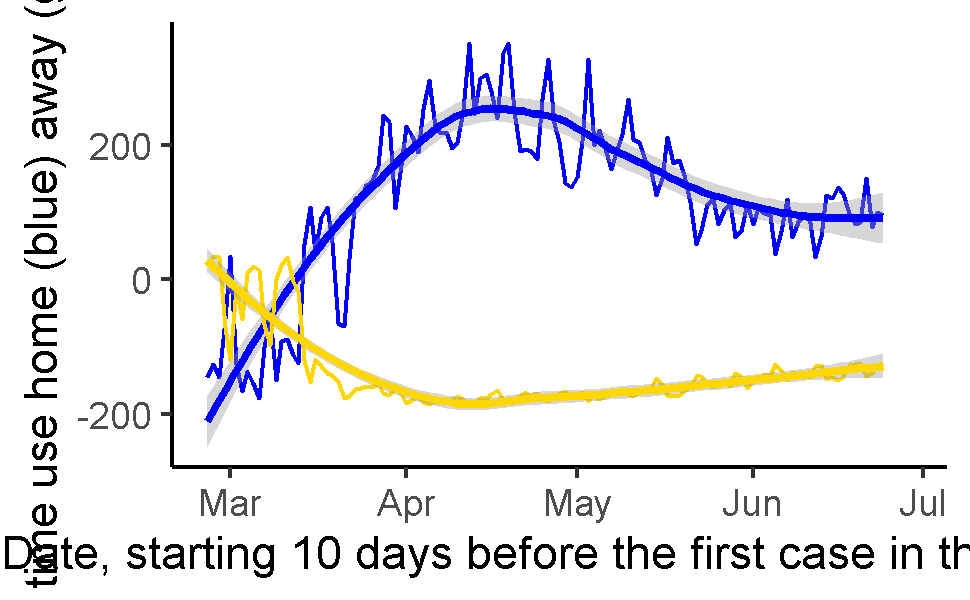 time use home (blue) away (
200
0
-200
Mar Apr May Jun Jul
Date, starting 10 days before the first case in th